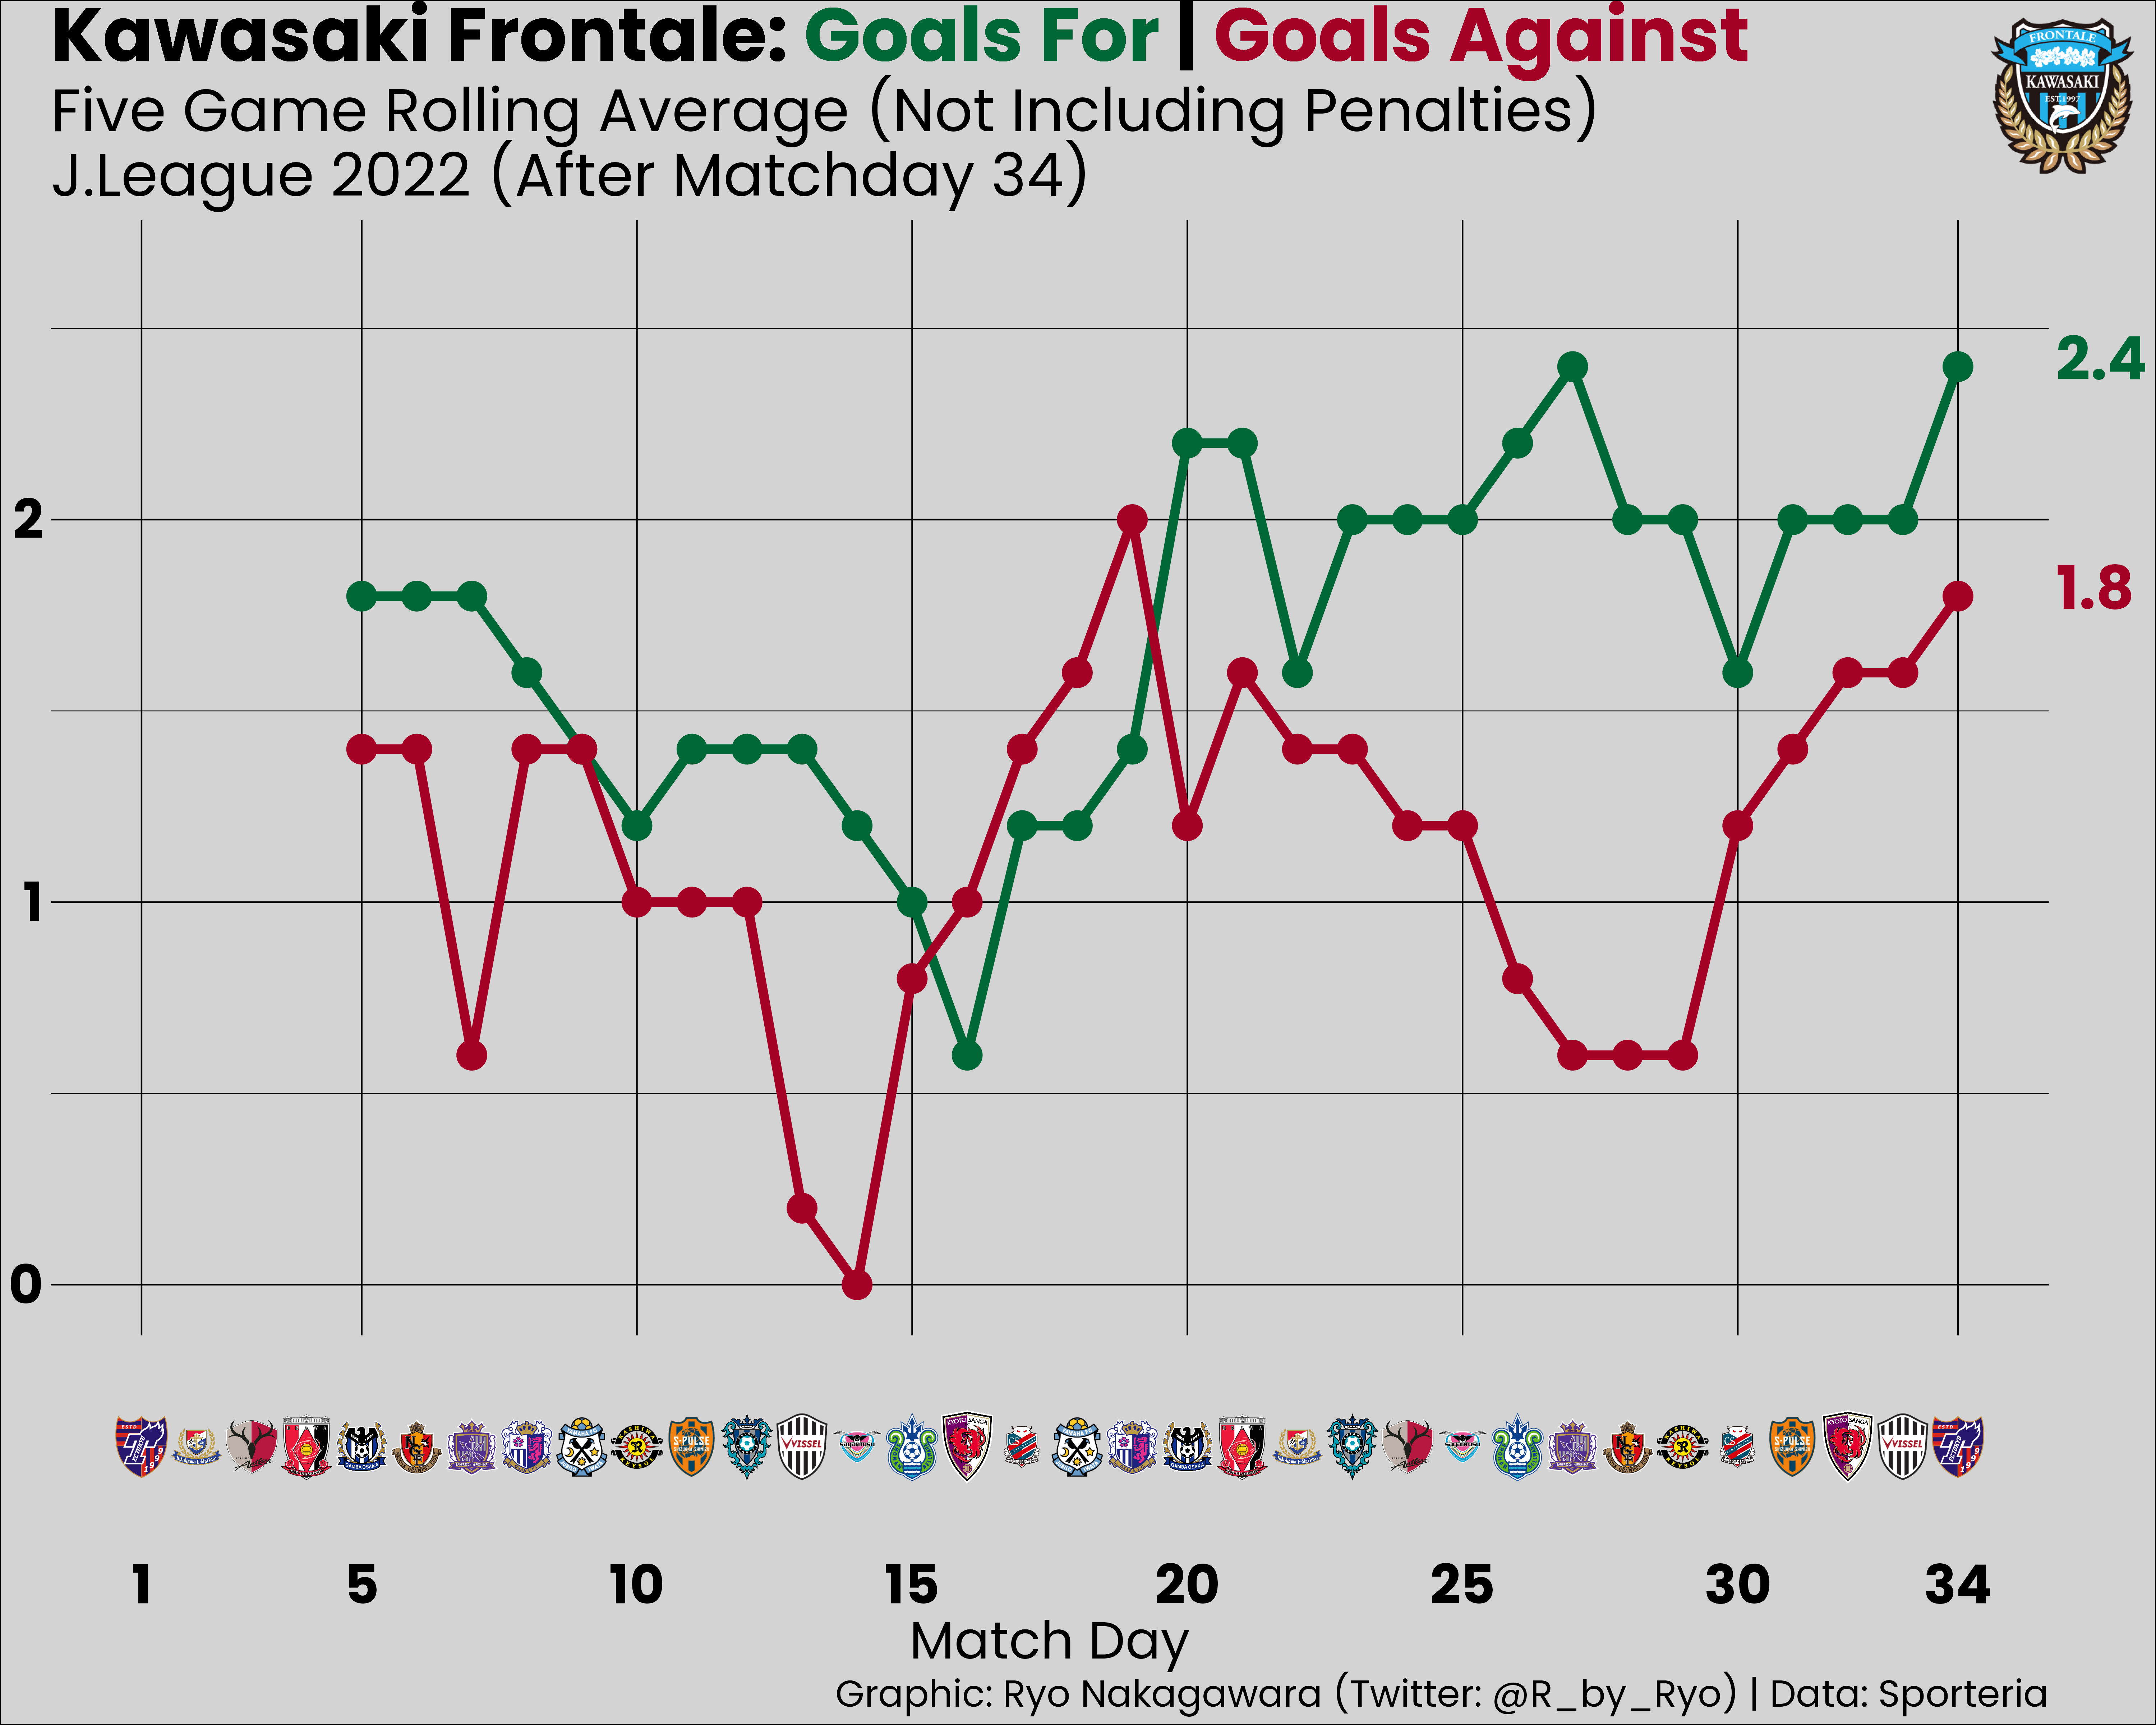 Kawasaki Frontale: Goals For | Goals Against
Five Game Rolling Average (Not Including Penalties)
J.League 2022 (After Matchday 34)
FRONTALE
KAWASAKI
EST.1997
2.4
2
1.8
1
0
1 5 10 15 20 25 30 34
Match Day
Graphic: Ryo Nakagawara (Twitter: @R_by_Ryo) | Data: Sporteria